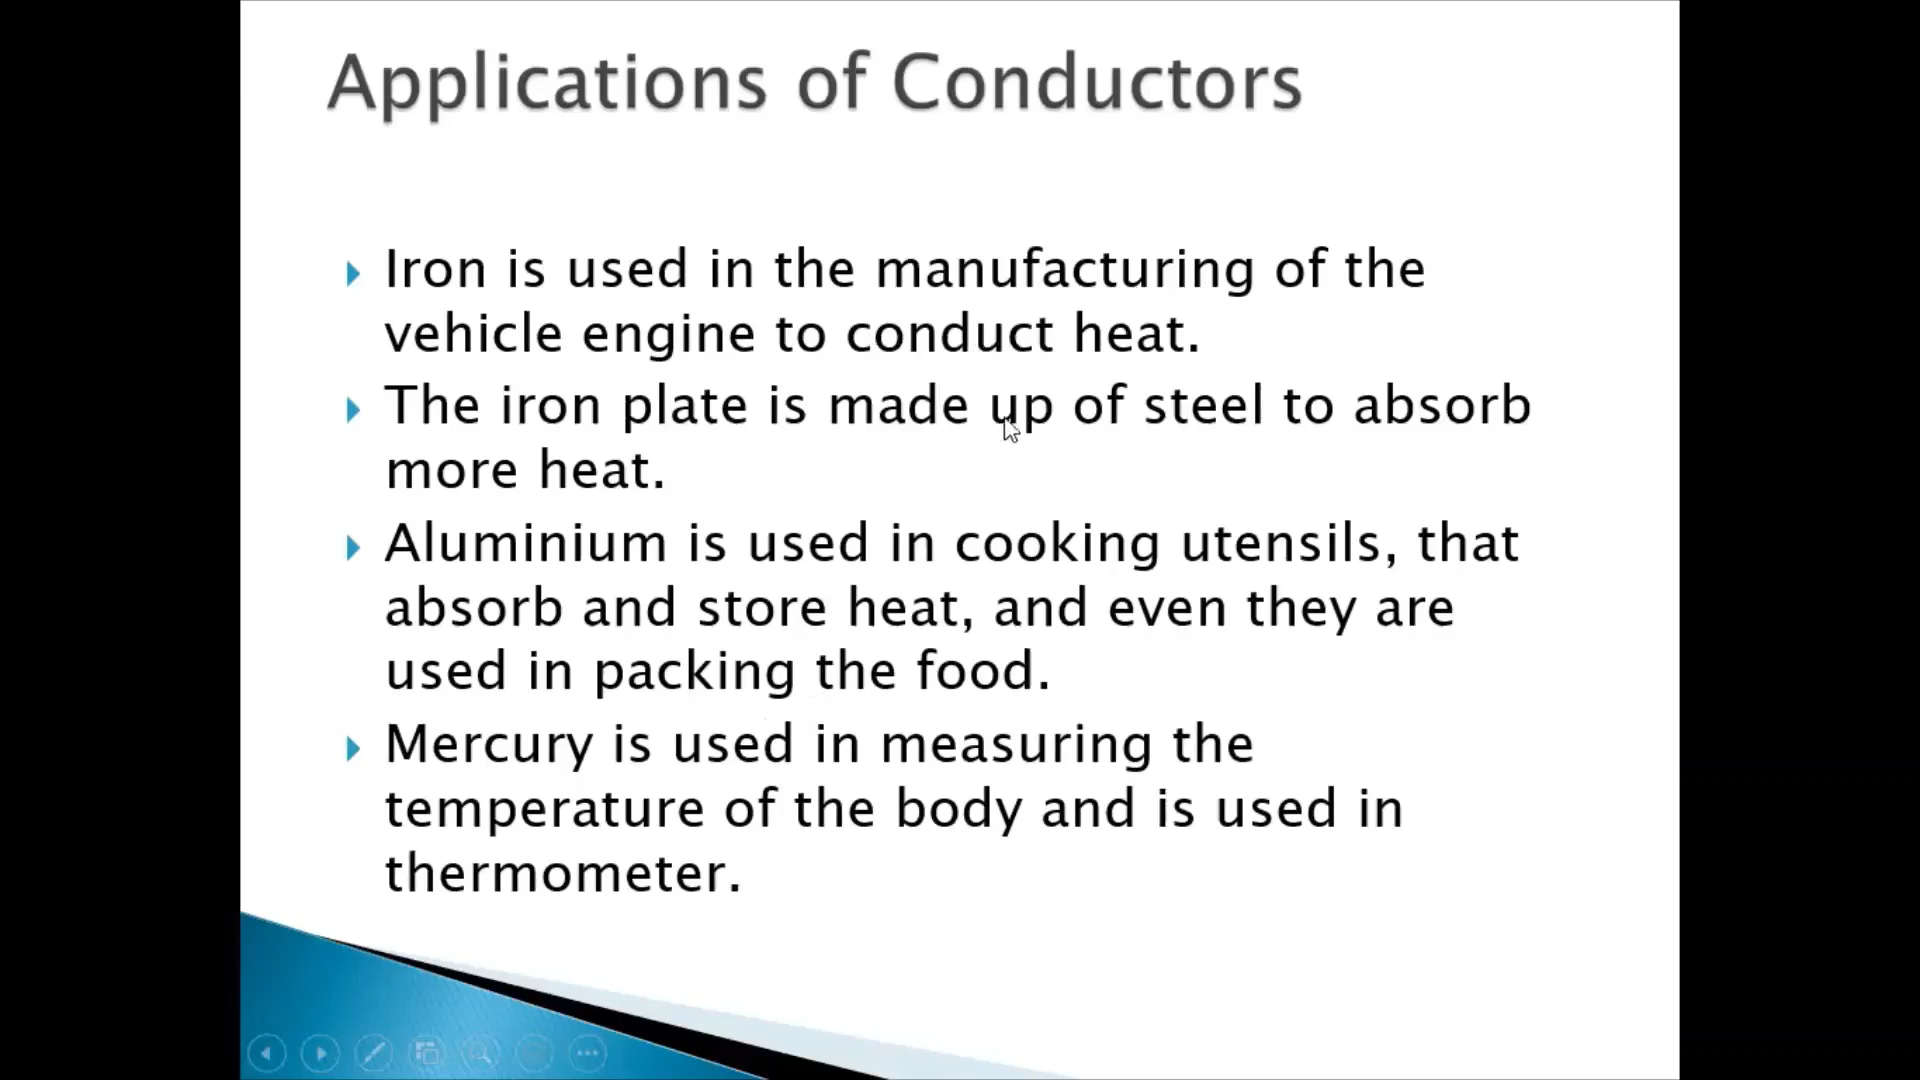 Applications of Conductors
Iron is used in the manufacturing of the
vehicle engine to conduct heat.
The iron plate is made up of steel to absorb
more heat.
Aluminium is used in cooking utensils, that
absorb and store heat, and even they are
used in packing the food.
Mercury is used in measuring the
temperature of the body and is used in
thermometer.